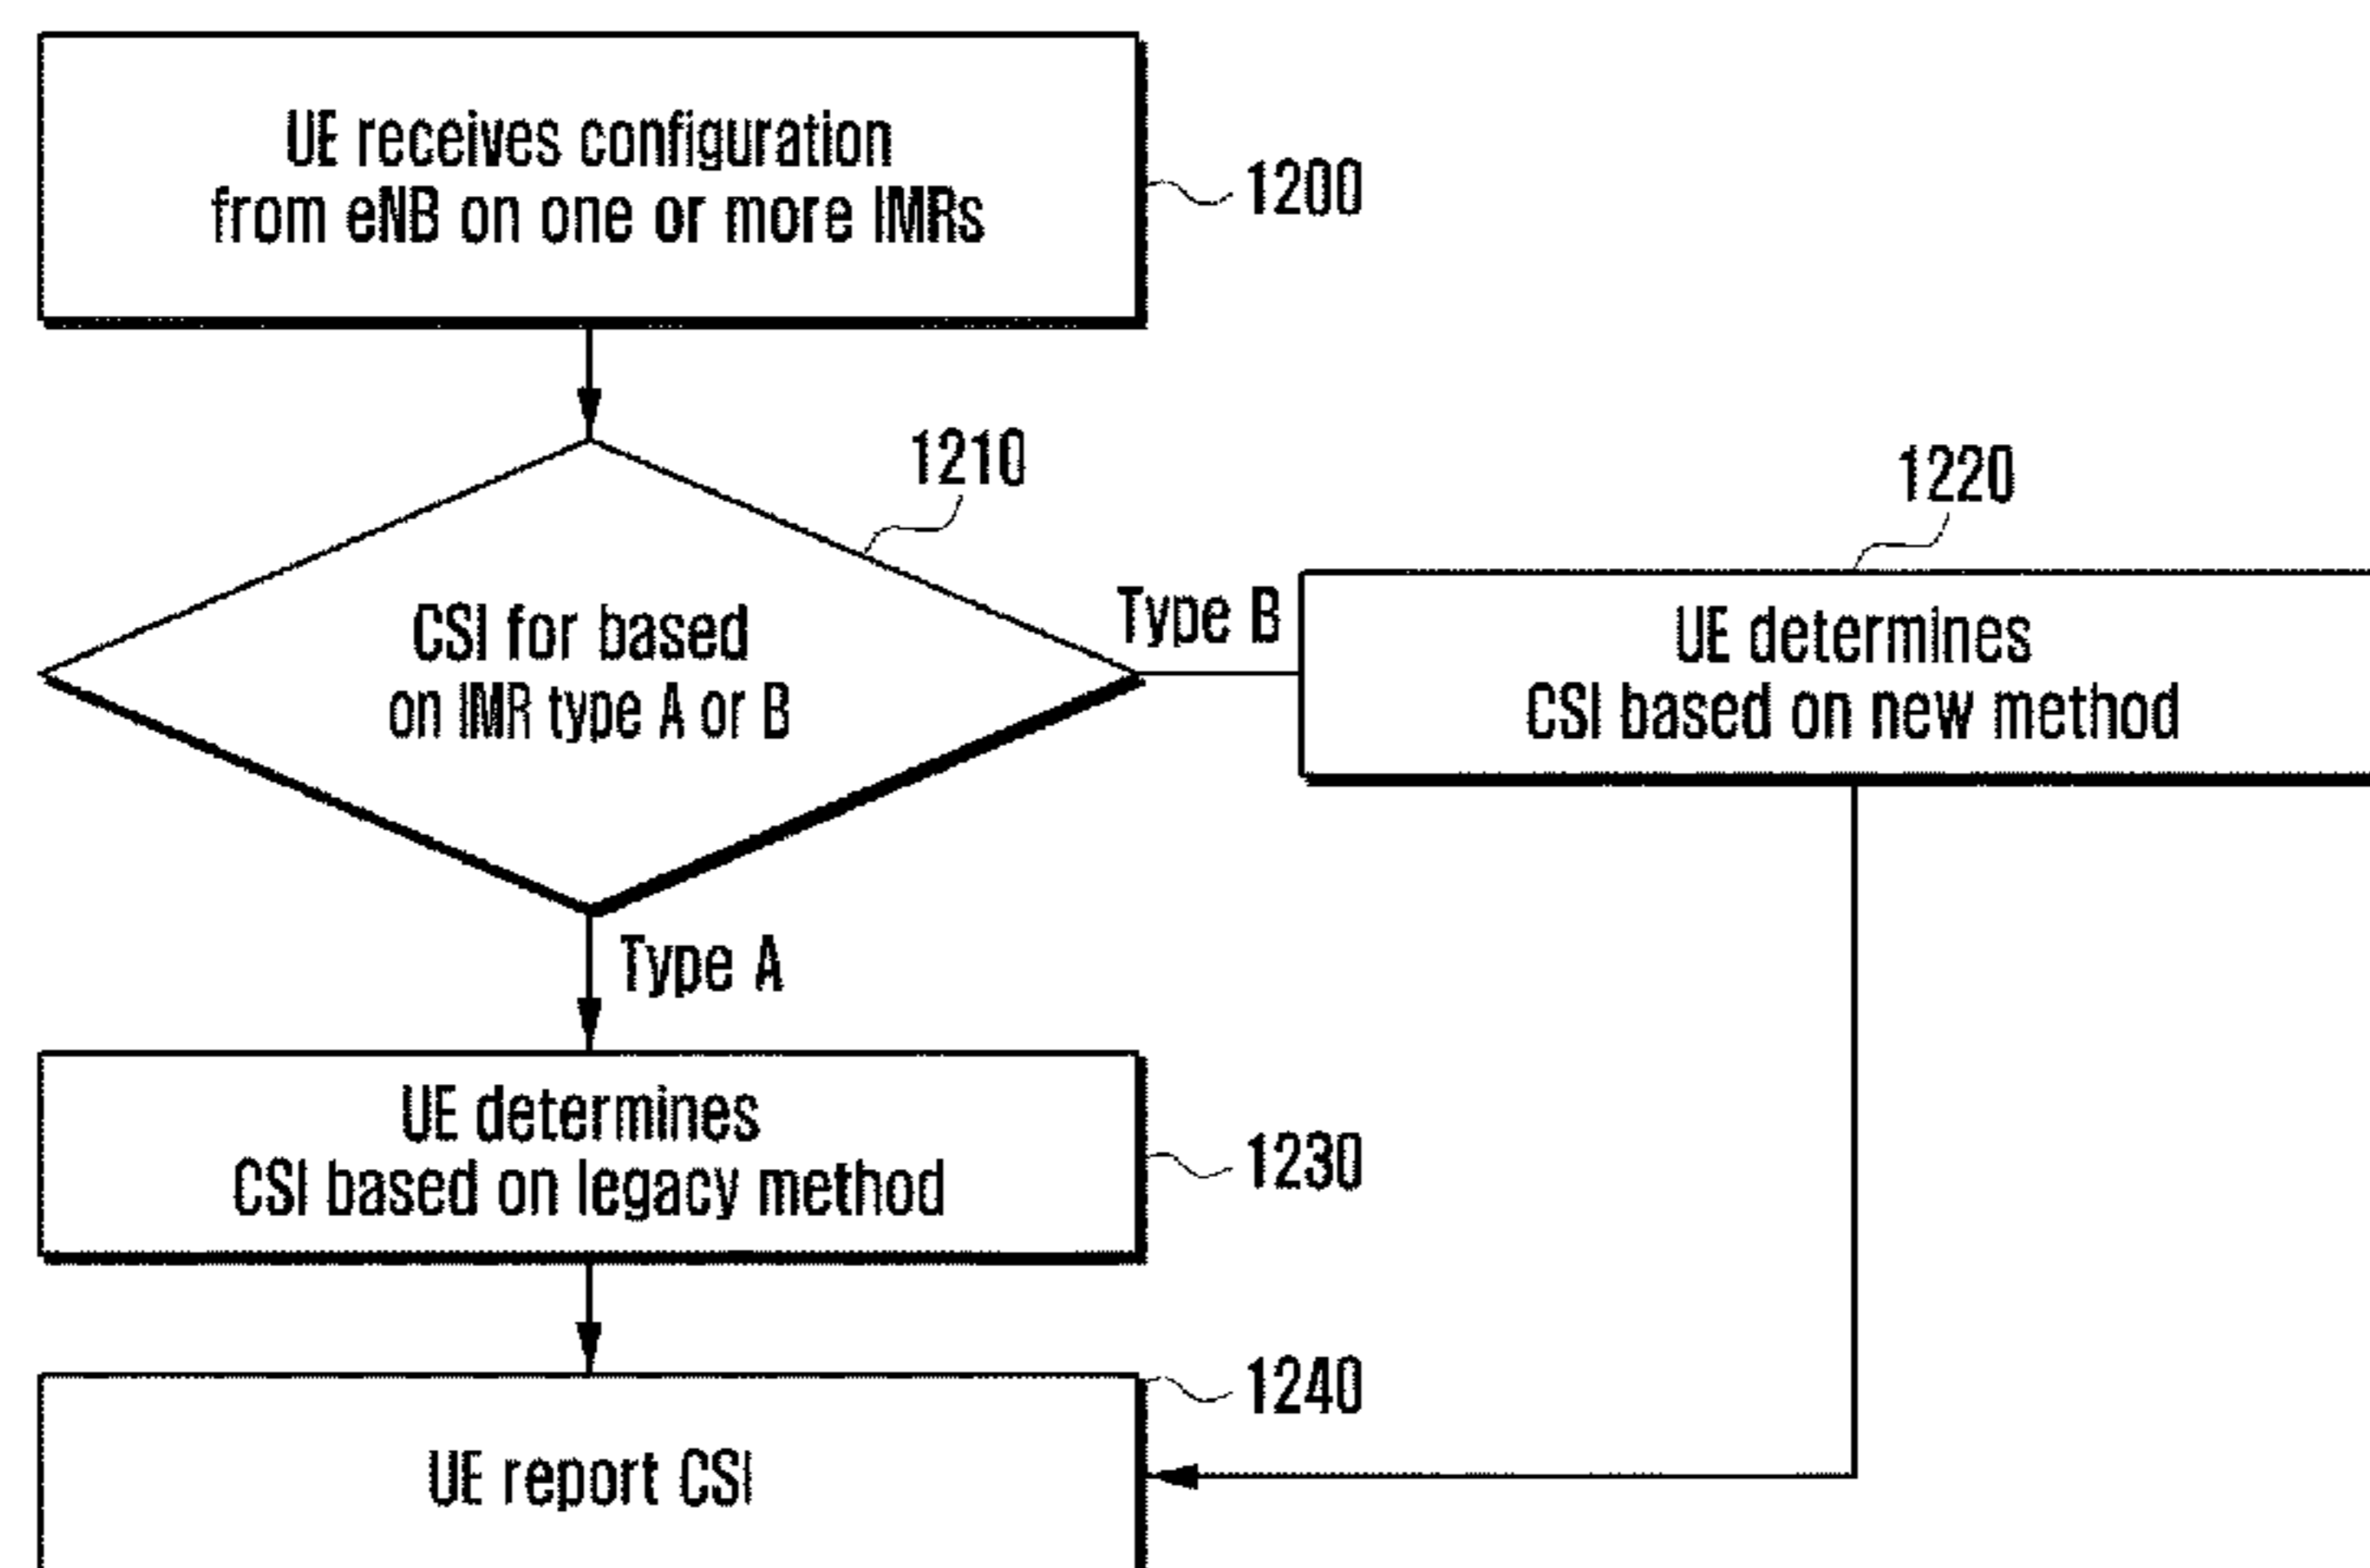 UE receives configuration
from eNB on one or more IMRs
1200
1210
1220
CSI for based
on IMR type A or B
Type B
UE determines
CSI based on new method
Type A
UE determines
CSI based on legacy method
1230
1240
UE report CSI